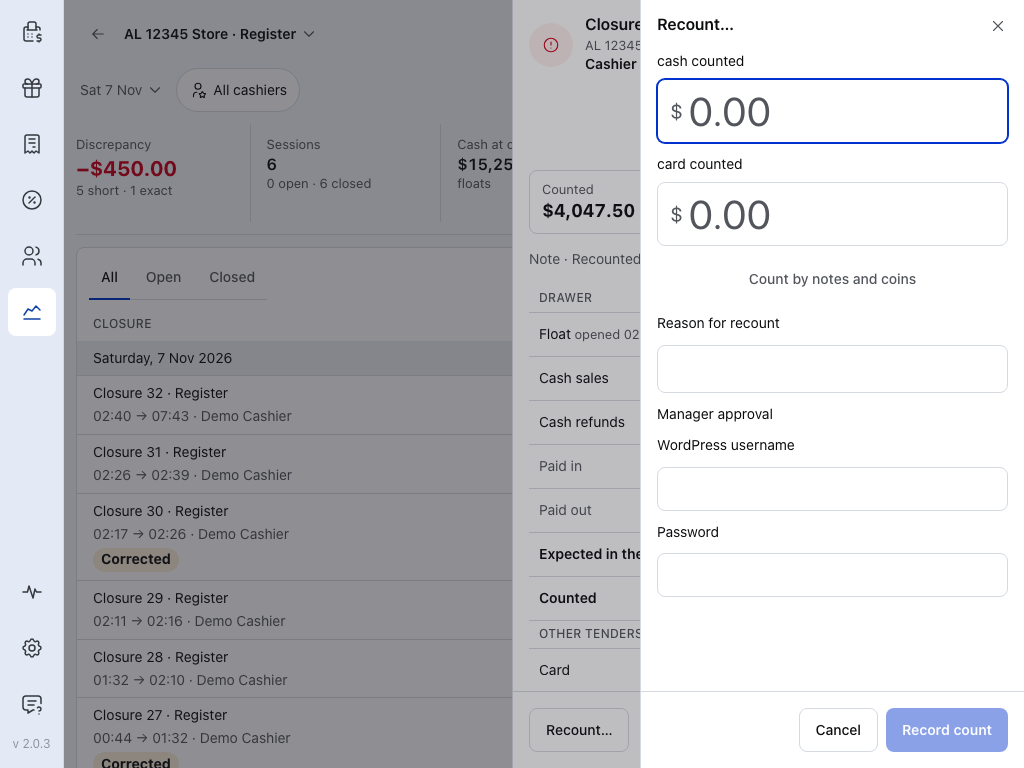 AL 12345 Store · Register
Sat 7 Nov
All cashiers
Discrepancy
−$450.00
5 short · 1 exact
Sessions
6
0 open · 6 closed
Cash at c
$15,25
floats
All
Open
Closed
CLOSURE
Saturday, 7 Nov 2026
Closure 32 · Register
02:40 → 07:43 · Demo Cashier
Closure 31 · Register
02:26 → 02:39 · Demo Cashier
Closure 30 · Register
02:17 → 02:26 · Demo Cashier
Corrected
Closure 29 · Register
02:11 → 02:16 · Demo Cashier
Closure 28 · Register
01:32 → 02:10 · Demo Cashier
Closure 27 · Register
00:44 → 01:32 · Demo Cashier
Corrected
v 2.0.3
Closure
AL 12345
Cashier
Counted
$4,047.50
Note · Recounted
DRAWER
Float opened 02
Cash sales
Cash refunds
Paid in
Paid out
Expected in the
Counted
OTHER TENDERS
Card
Recount...
Recount...
cash counted
$ 0.00
card counted
$ 0.00
Count by notes and coins
Reason for recount
Manager approval
WordPress username
Password
Cancel
Record count